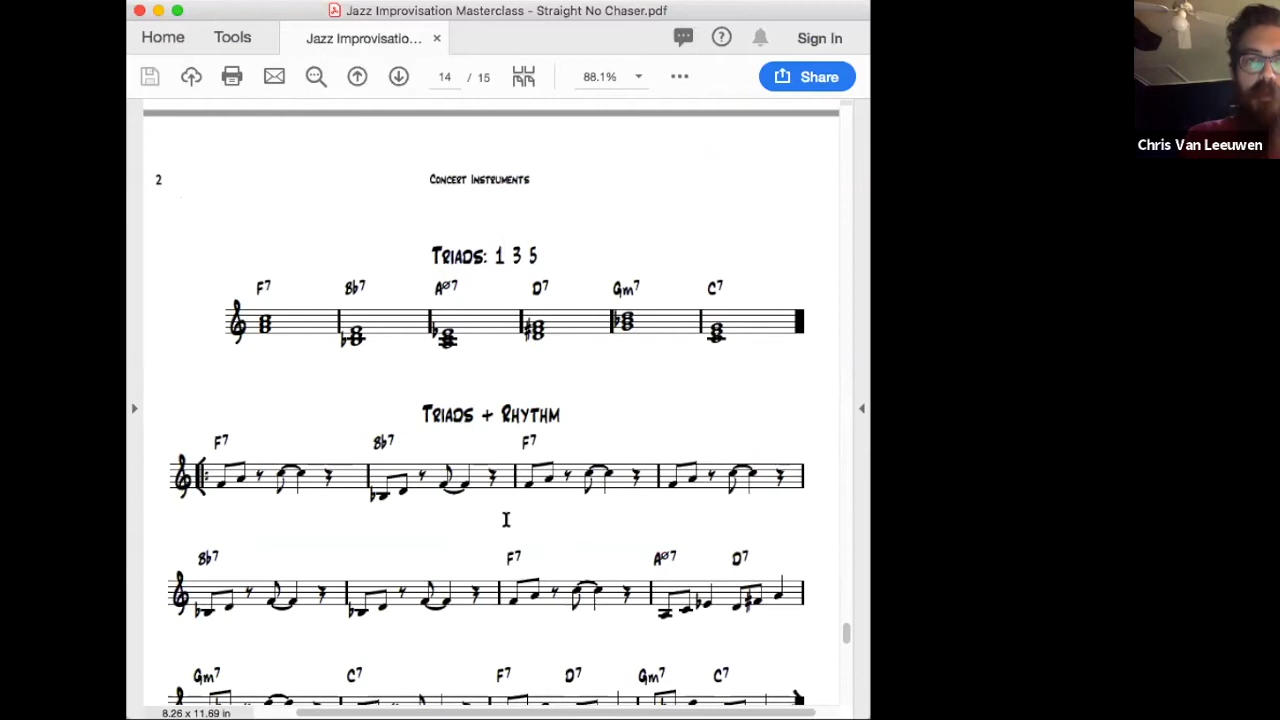 Jazz Improvisation Masterclass - Straight No Chaser.pdf
Home Tools Jazz Improvisatio... × Sign In
14 / 15 88.1% Share
Chris Van Leeuwen
2 Concert Instruments
Triads: 1 3 5
F7 Bb7 AØ7 D7 Gm7 C7
Triads + Rhythm
F7 Bb7 F7
Bb7 F7 AØ7 D7
Gm7 C7 F7 D7 Gm7 C7
8.26 x 11.69 in